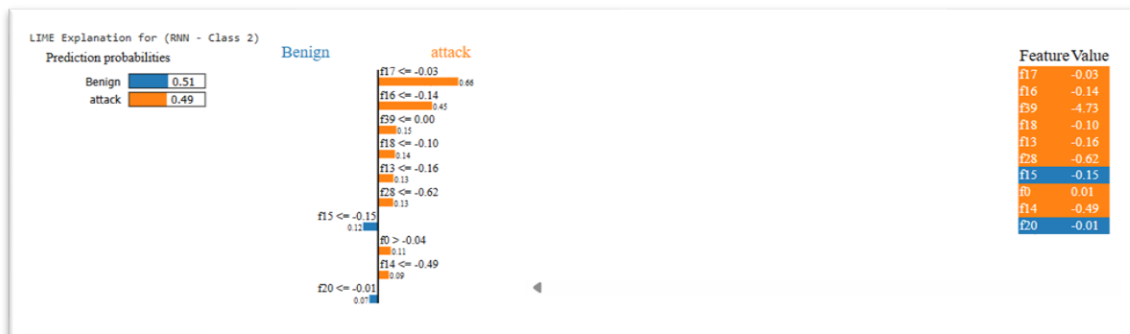 LIME Explanation for (RNN - Class 2)
Prediction probabilities
Benign 0.51
attack 0.49
Benign attack
f17 <= -0.03
0.66
f16 <= -0.14
0.45
f39 <= 0.00
0.15
f18 <= -0.10
0.14
f13 <= -0.16
0.13
f28 <= -0.62
0.13
f15 <= -0.15
0.12
f0 > -0.04
0.11
f14 <= -0.49
0.09
f20 <= -0.01
0.07
Feature Value
f17 -0.03
f16 -0.14
f39 -4.73
f18 -0.10
f13 -0.16
f28 -0.62
f15 -0.15
f0 0.01
f14 -0.49
f20 -0.01